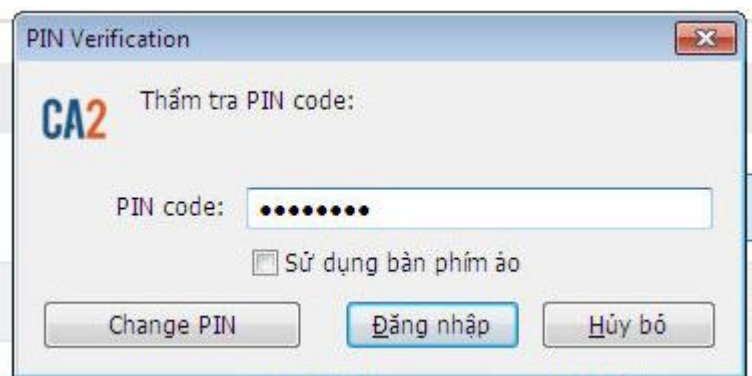 PIN Verification
CA2
Thẩm tra PIN code:
PIN code: ●●●●●●●●
Sử dụng bàn phím ảo
Change PIN Đăng nhập Hủy bỏ